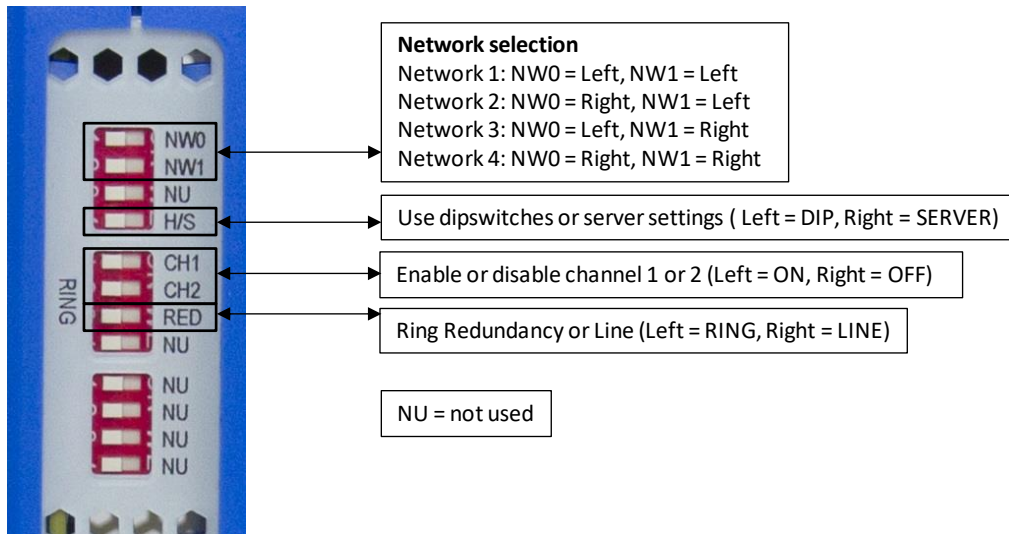 NW0
NW1
NU
H/S
CH1
CH2
RED
NU
RING
NU
NU
NU
NU
Network selection
Network 1: NW0 = Left, NW1 = Left
Network 2: NW0 = Right, NW1 = Left
Network 3: NW0 = Left, NW1 = Right
Network 4: NW0 = Right, NW1 = Right
Use dipswitches or server settings ( Left = DIP, Right = SERVER)
Enable or disable channel 1 or 2 (Left = ON, Right = OFF)
Ring Redundancy or Line (Left = RING, Right = LINE)
NU = not used